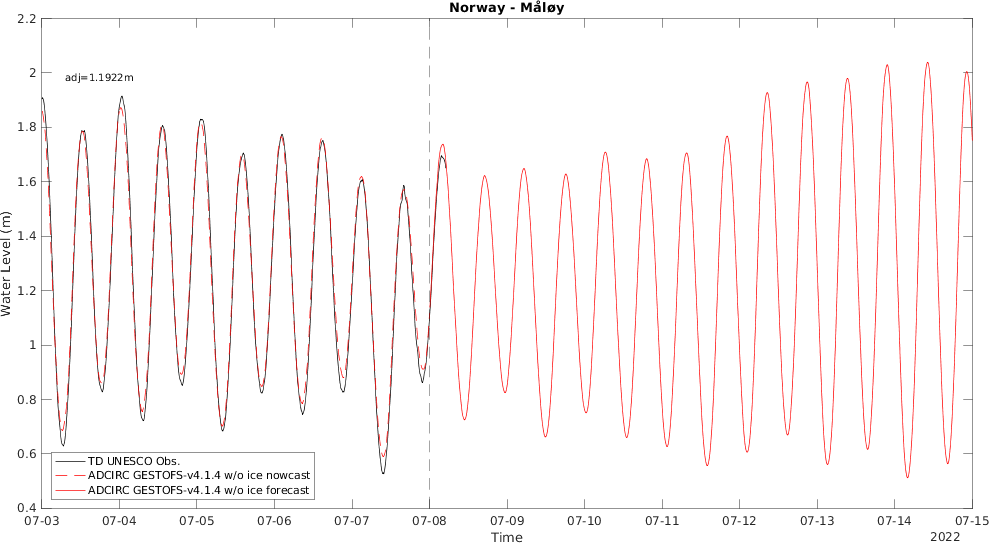 Norway - Måløy
2.2
2
1.8
1.6
1.4
1.2
1
0.8
0.6
0.4
Water Level (m)
adj=1.1922m
TD UNESCO Obs.
ADCIRC GESTOFS-v4.1.4 w/o ice nowcast
ADCIRC GESTOFS-v4.1.4 w/o ice forecast
07-03 07-04 07-05 07-06 07-07 07-08 07-09 07-10 07-11 07-12 07-13 07-14 07-15
Time
2022